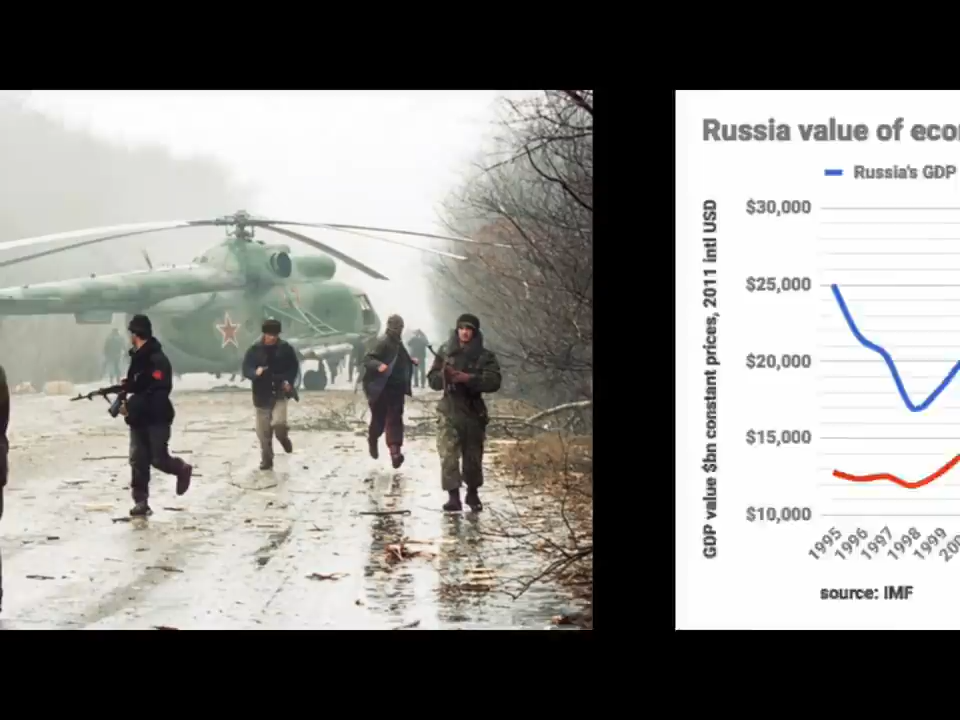 Russia value of eco
Russia's GDP
GDP value $bn constant prices, 2011 intl USD
$30,000
$25,000
$20,000
$15,000
$10,000
1995
1996
1997
1998
1999
source: IMF